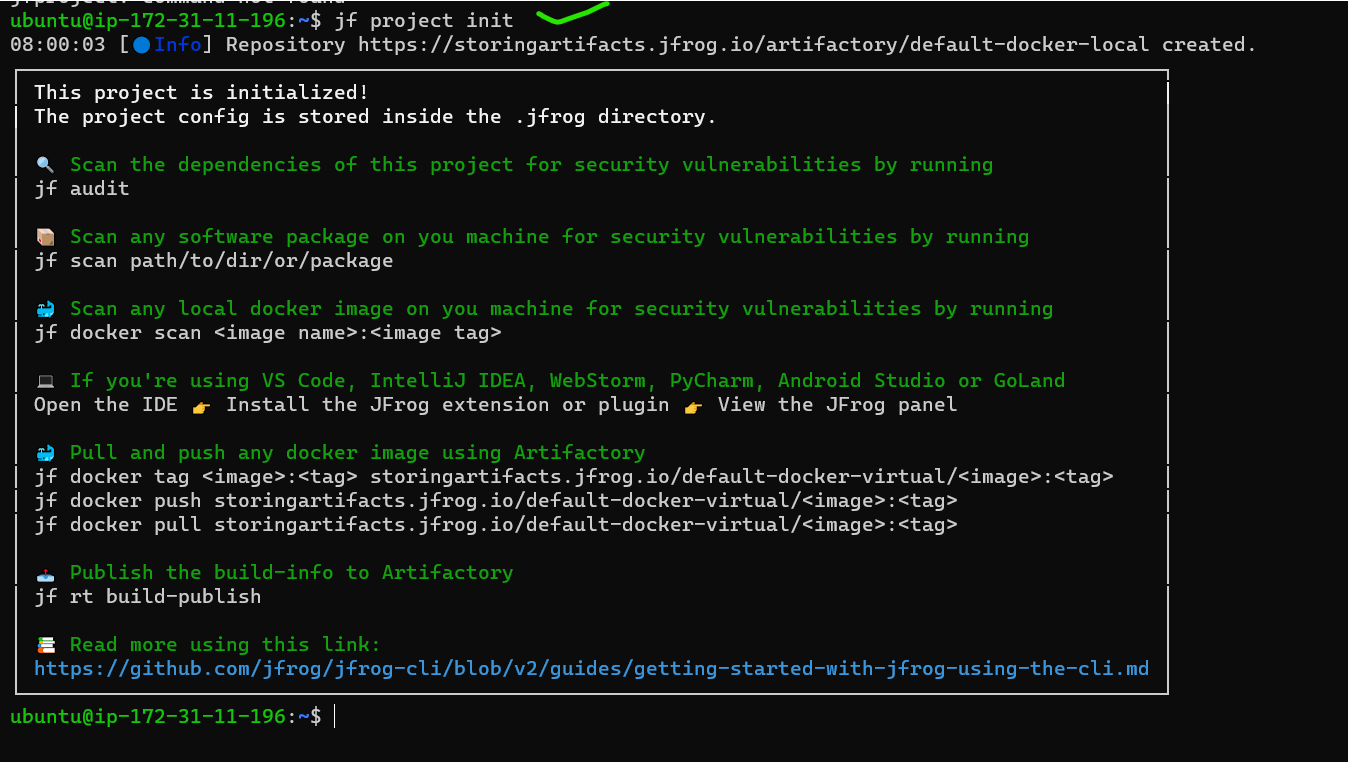 jfproject: command not found
ubuntu@ip-172-31-11-196:~$ jf project init
08:00:03 [🔵Info] Repository https://storingartifacts.jfrog.io/artifactory/default-docker-local created.
This project is initialized!
The project config is stored inside the .jfrog directory.
🔍 Scan the dependencies of this project for security vulnerabilities by running
jf audit
📦 Scan any software package on you machine for security vulnerabilities by running
jf scan path/to/dir/or/package
🐳 Scan any local docker image on you machine for security vulnerabilities by running
jf docker scan <image name>:<image tag>
💻 If you're using VS Code, IntelliJ IDEA, WebStorm, PyCharm, Android Studio or GoLand
Open the IDE 👉 Install the JFrog extension or plugin 👉 View the JFrog panel
🐳 Pull and push any docker image using Artifactory
jf docker tag <image>:<tag> storingartifacts.jfrog.io/default-docker-virtual/<image>:<tag>
jf docker push storingartifacts.jfrog.io/default-docker-virtual/<image>:<tag>
jf docker pull storingartifacts.jfrog.io/default-docker-virtual/<image>:<tag>
📤 Publish the build-info to Artifactory
jf rt build-publish
📚 Read more using this link:
https://github.com/jfrog/jfrog-cli/blob/v2/guides/getting-started-with-jfrog-using-the-cli.md
ubuntu@ip-172-31-11-196:~$